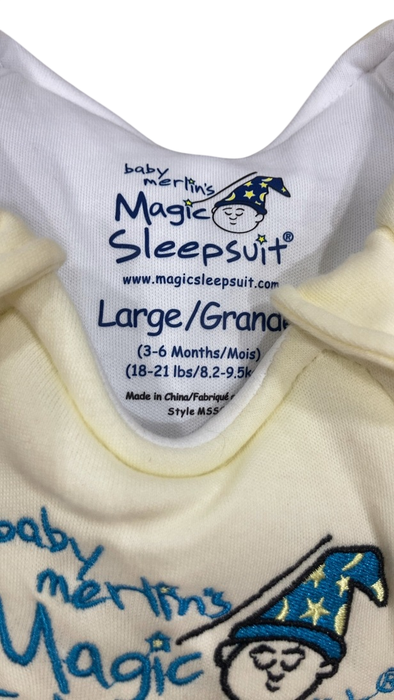 baby
merlin's
Magic
Sleepsuit®
www.magicsleepsuit.com
Large/Grande
(3-6 Months/Mois)
(18-21 lbs/8.2-9.5k
Made in China/Fabriqué
Style MSS
baby
merlin's
Magic
®